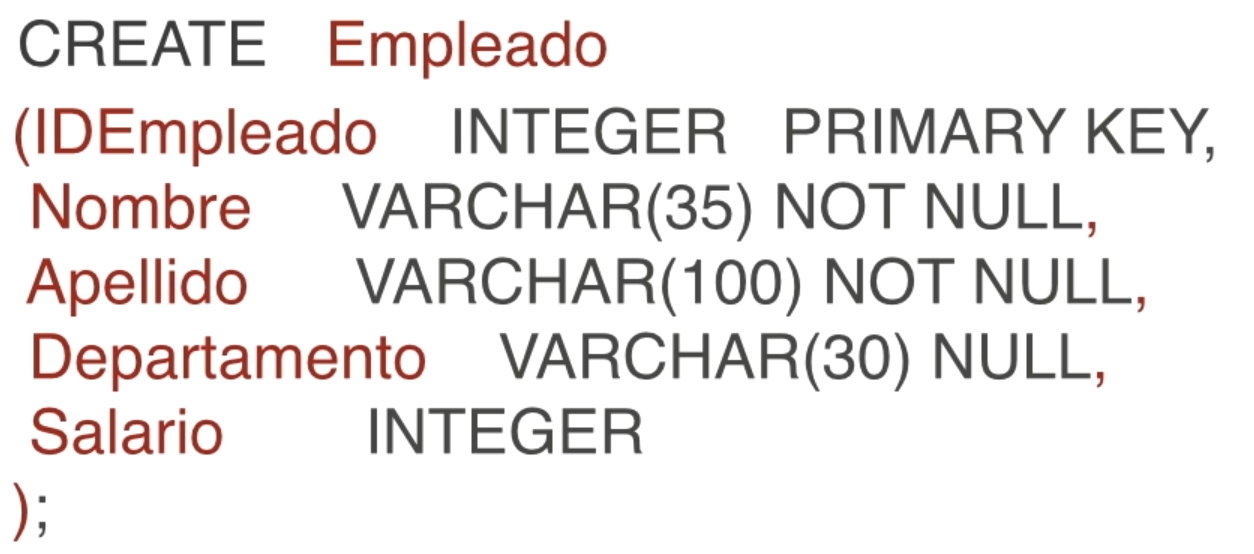 CREATE Empleado
(IDEmpleado INTEGER PRIMARY KEY,
Nombre VARCHAR(35) NOT NULL,
Apellido VARCHAR(100) NOT NULL,
Departamento VARCHAR(30) NULL,
Salario INTEGER
);